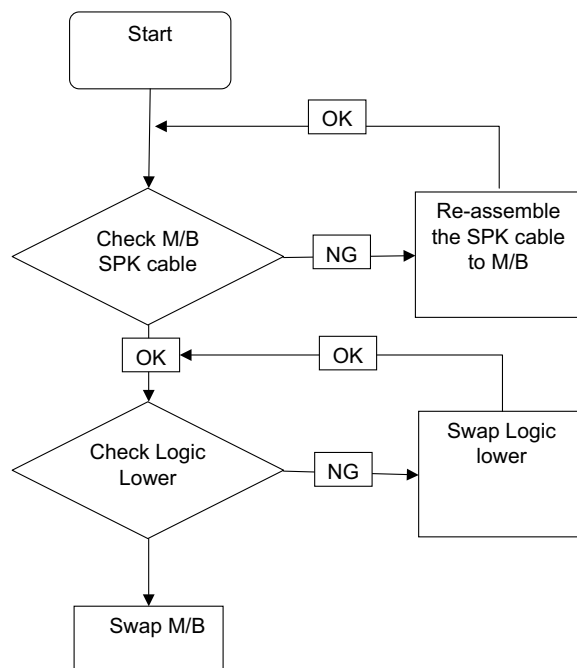 Start
OK
Check M/B
SPK cable
NG
Re-assemble
the SPK cable
to M/B
OK
OK
Check Logic
Lower
NG
Swap Logic
lower
Swap M/B